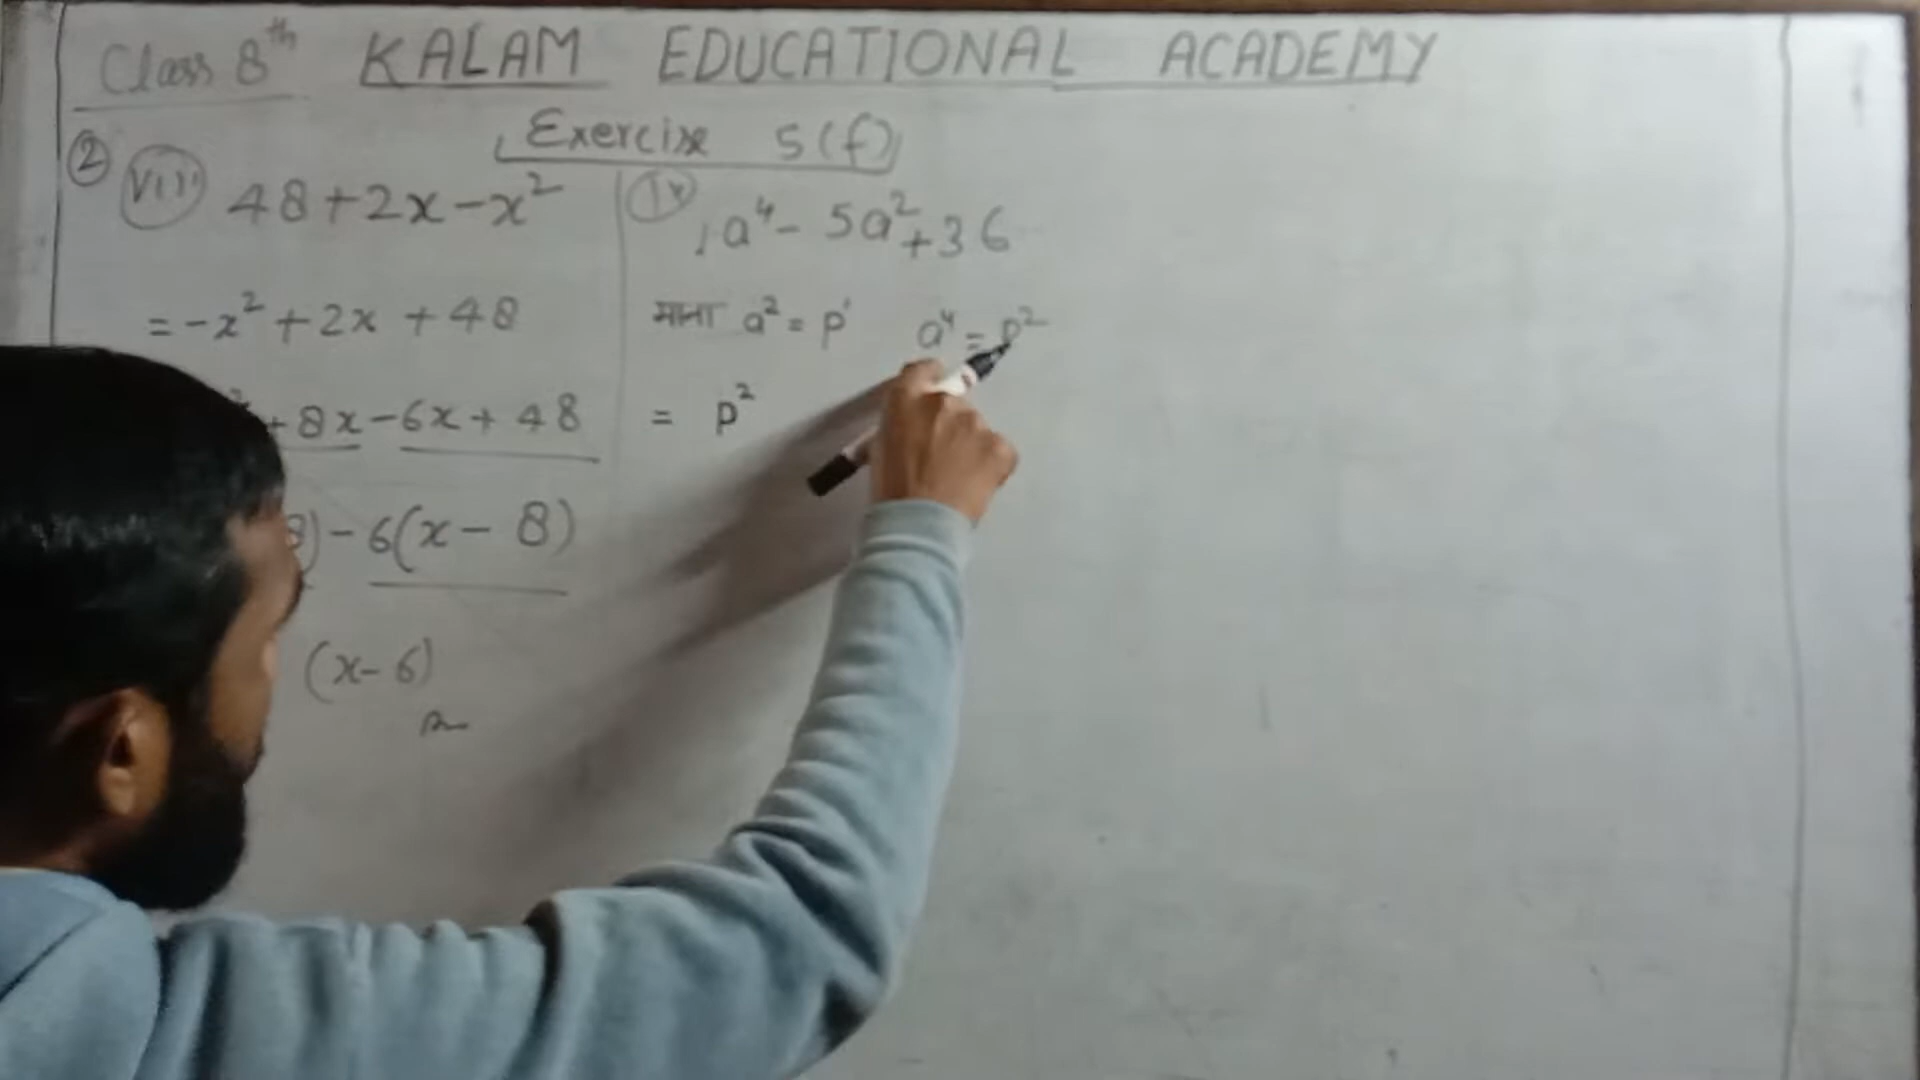 Class 8th KALAM EDUCATIONAL ACADEMY
Exercise 5(f)
② viii 48+2x-x²
= -x² + 2x + 48
+ 8x - 6x + 48
8) - 6(x - 8)
(x - 6)
ix a⁴ - 5a² + 36
माना a² = p' a⁴ = p²
= p²